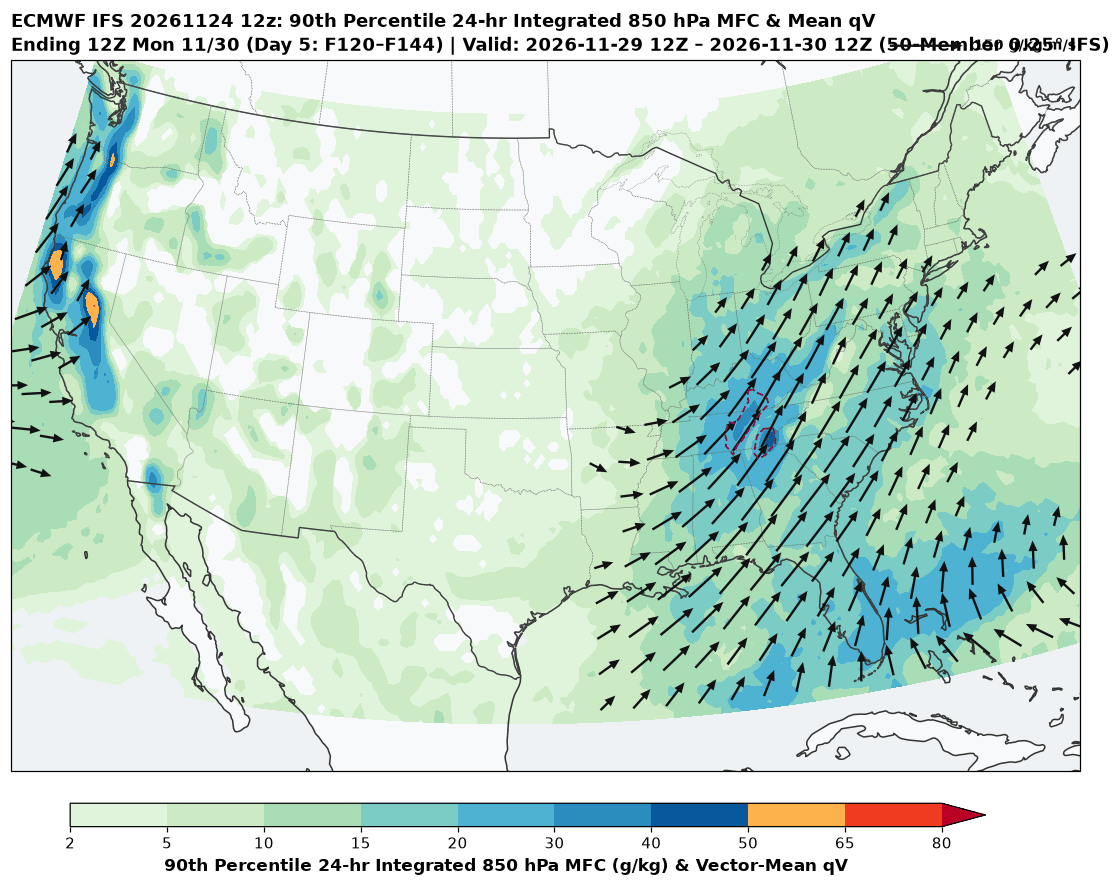 ECMWF IFS 20261124 12z: 90th Percentile 24-hr Integrated 850 hPa MFC & Mean qV
Ending 12Z Mon 11/30 (Day 5: F120–F144) | Valid: 2026-11-29 12Z – 2026-11-30 12Z (50-Member 0.25° IFS)
2 5 10 15 20 30 40 50 65 80
90th Percentile 24-hr Integrated 850 hPa MFC (g/kg) & Vector-Mean qV